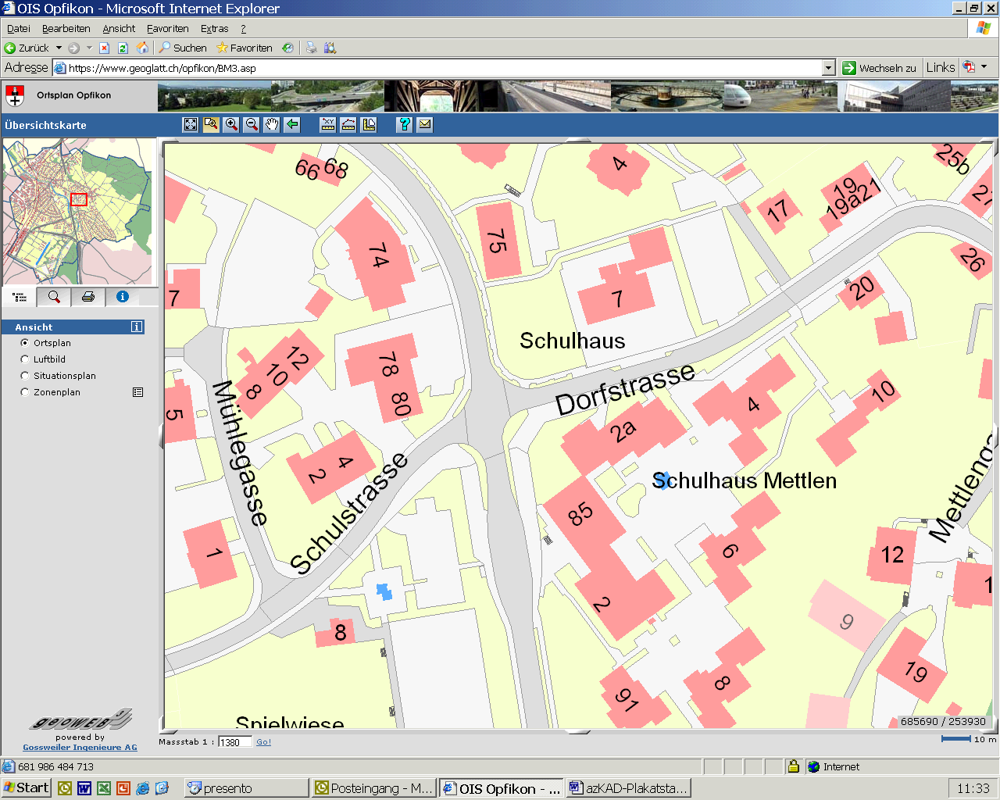 OIS Opfikon - Microsoft Internet Explorer
Datei Bearbeiten Ansicht Favoriten Extras ?
Zurück Suchen Favoriten
Adresse https://www.geoglatt.ch/opfikon/BM3.asp Wechseln zu Links
Ortsplan Opfikon
Übersichtskarte
Ansicht
Ortsplan
Luftbild
Situationsplan
Zonenplan
66 68
4
25b
19
19a21
17
27
75
74
26
7
7
20
Schulhaus
12
10
8
78
80
Dorfstrasse
4
10
5
2a
Mühlegasse
4
2
Schulhaus Mettlen
Schulstrasse
85
Mettlenga
6
1
12
1
2
9
8
19
8
91
Spielwiese
685690 / 253930
geoWEB
powered by
Gossweiler Ingenieure AG
Massstab 1 : 1380 Go!
10 m
681 986 484 713
Internet
Start presento Posteingang - M... OIS Opfikon - ... azKAD-Plakatsta... 11:33